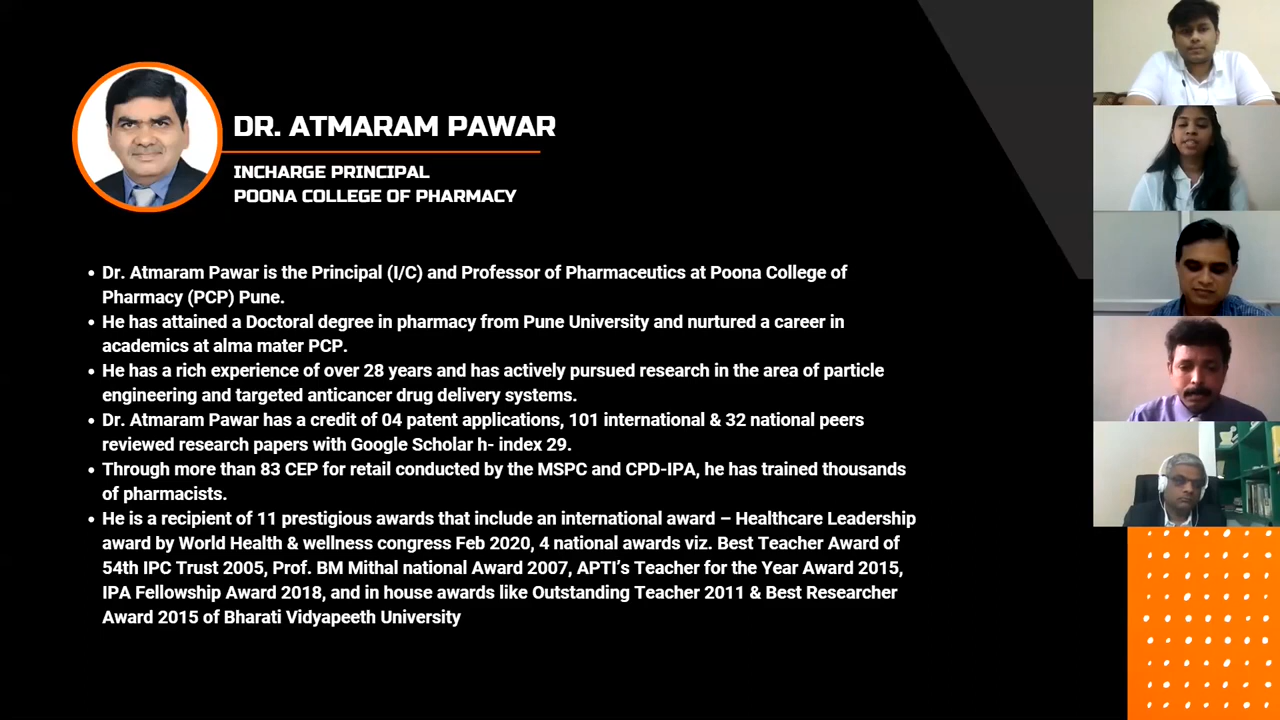 DR. ATMARAM PAWAR
INCHARGE PRINCIPAL
POONA COLLEGE OF PHARMACY
• Dr. Atmaram Pawar is the Principal (I/C) and Professor of Pharmaceutics at Poona College of
Pharmacy (PCP) Pune.
• He has attained a Doctoral degree in pharmacy from Pune University and nurtured a career in
academics at alma mater PCP.
• He has a rich experience of over 28 years and has actively pursued research in the area of particle
engineering and targeted anticancer drug delivery systems.
• Dr. Atmaram Pawar has a credit of 04 patent applications, 101 international & 32 national peers
reviewed research papers with Google Scholar h- index 29.
• Through more than 83 CEP for retail conducted by the MSPC and CPD-IPA, he has trained thousands
of pharmacists.
• He is a recipient of 11 prestigious awards that include an international award – Healthcare Leadership
award by World Health & wellness congress Feb 2020, 4 national awards viz. Best Teacher Award of
54th IPC Trust 2005, Prof. BM Mithal national Award 2007, APTI’s Teacher for the Year Award 2015,
IPA Fellowship Award 2018, and in house awards like Outstanding Teacher 2011 & Best Researcher
Award 2015 of Bharati Vidyapeeth University